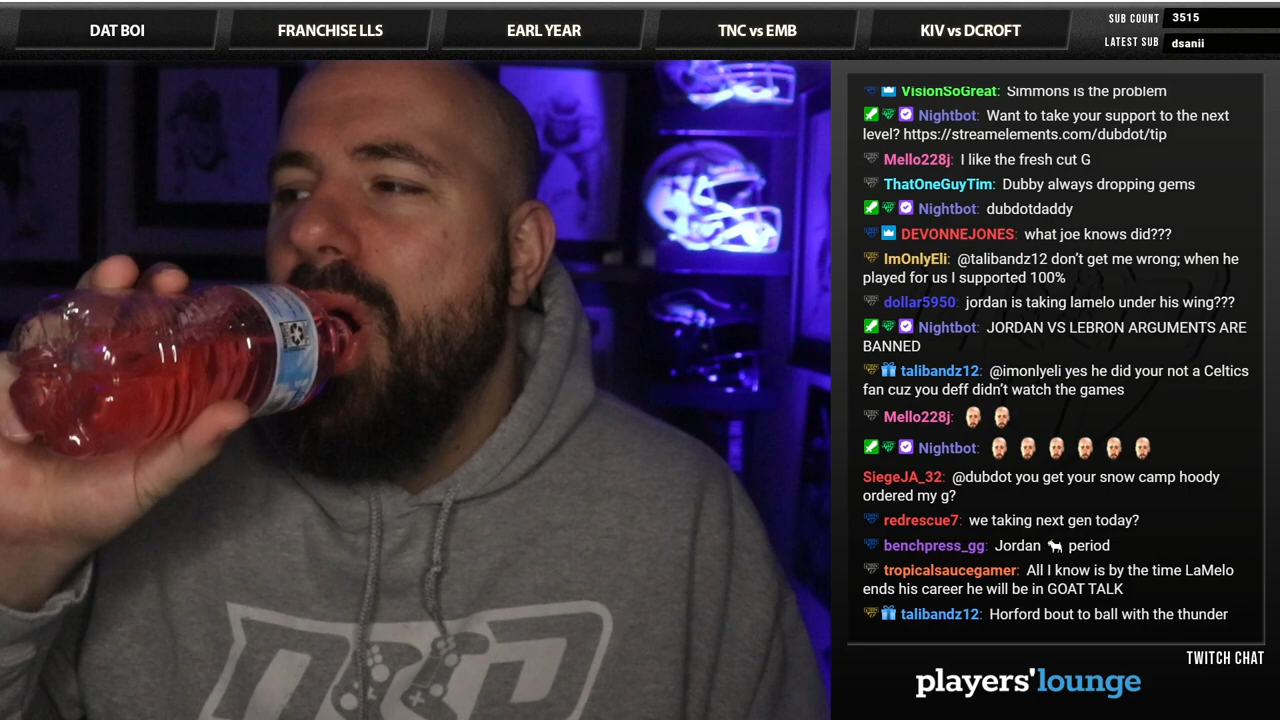 DAT BOI
FRANCHISE LLS
EARL YEAR
TNC vs EMB
KIV vs DCROFT
SUB COUNT 3515
LATEST SUB dsanii
VisionSoGreat: Simmons is the problem
Nightbot: Want to take your support to the next
level? https://streamelements.com/dubdot/tip
Mello228j: I like the fresh cut G
ThatOneGuyTim: Dubby always dropping gems
Nightbot: dubdotdaddy
DEVONNEJONES: what joe knows did???
ImOnlyEli: @talibandz12 don't get me wrong; when he
played for us I supported 100%
dollar5950: jordan is taking lamelo under his wing???
Nightbot: JORDAN VS LEBRON ARGUMENTS ARE
BANNED
talibandz12: @imonlyeli yes he did your not a Celtics
fan cuz you deff didn't watch the games
Mello228j:
Nightbot:
SiegeJA_32: @dubdot you get your snow camp hoody
ordered my g?
redrescue7: we taking next gen today?
benchpress_gg: Jordan 🐐 period
tropicalsaucegamer: All I know is by the time LaMelo
ends his career he will be in GOAT TALK
talibandz12: Horford bout to ball with the thunder
TWITCH CHAT
players'lounge